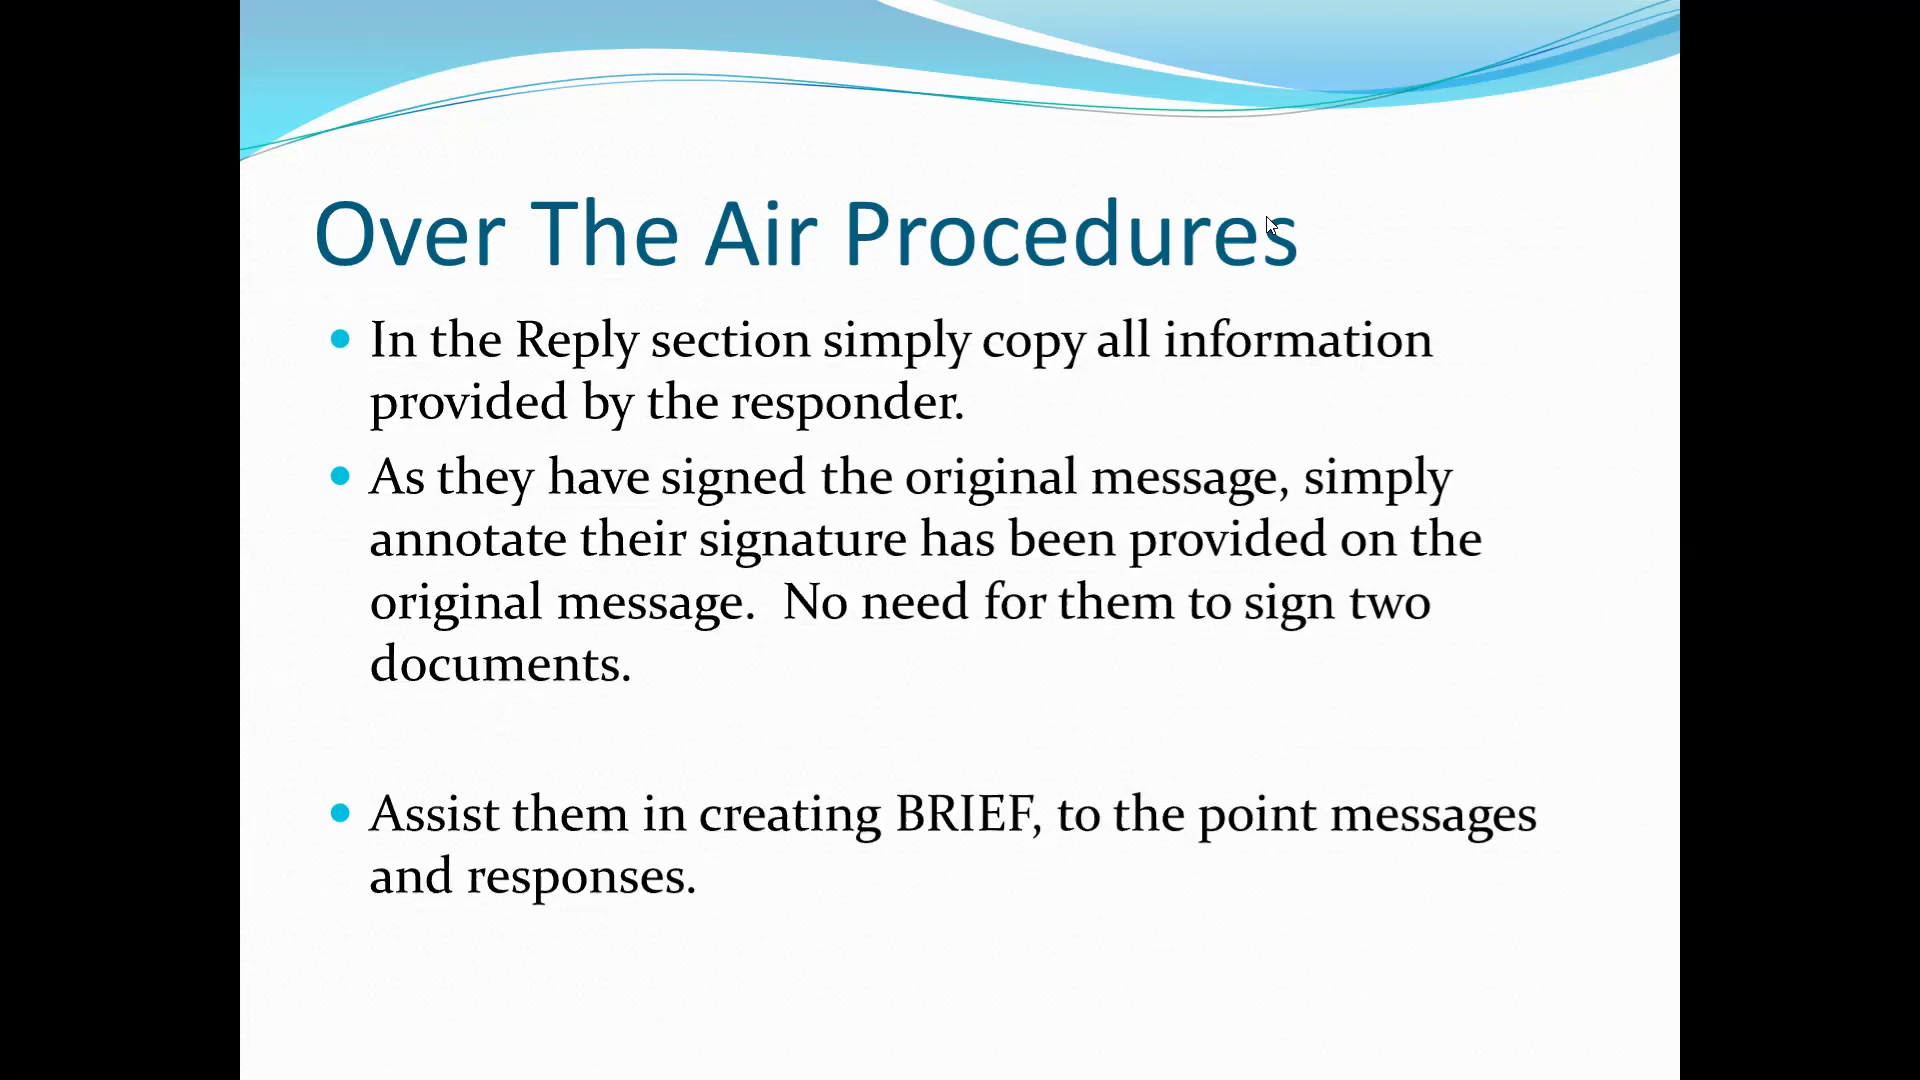 Over The Air Procedures
In the Reply section simply copy all information
provided by the responder.
As they have signed the original message, simply
annotate their signature has been provided on the
original message.  No need for them to sign two
documents.
Assist them in creating BRIEF, to the point messages
and responses.